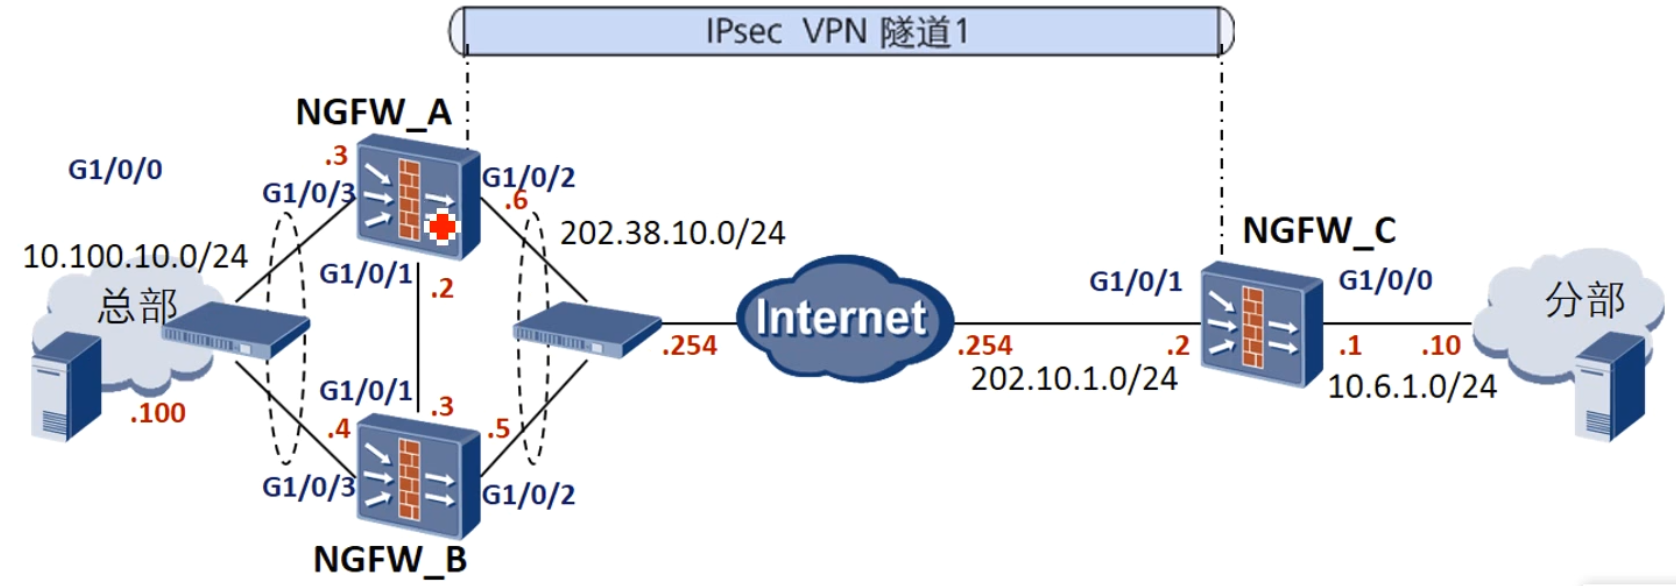 IPsec VPN 隧道1
NGFW_A
.3
G1/0/0
G1/0/3
G1/0/2
.6
202.38.10.0/24
10.100.10.0/24
总部
G1/0/1
.2
Internet
.254
.254
202.10.1.0/24
NGFW_C
G1/0/1
.2
G1/0/0
.1
.10
10.6.1.0/24
分部
.100
G1/0/1
.3
.4
.5
G1/0/3
G1/0/2
NGFW_B